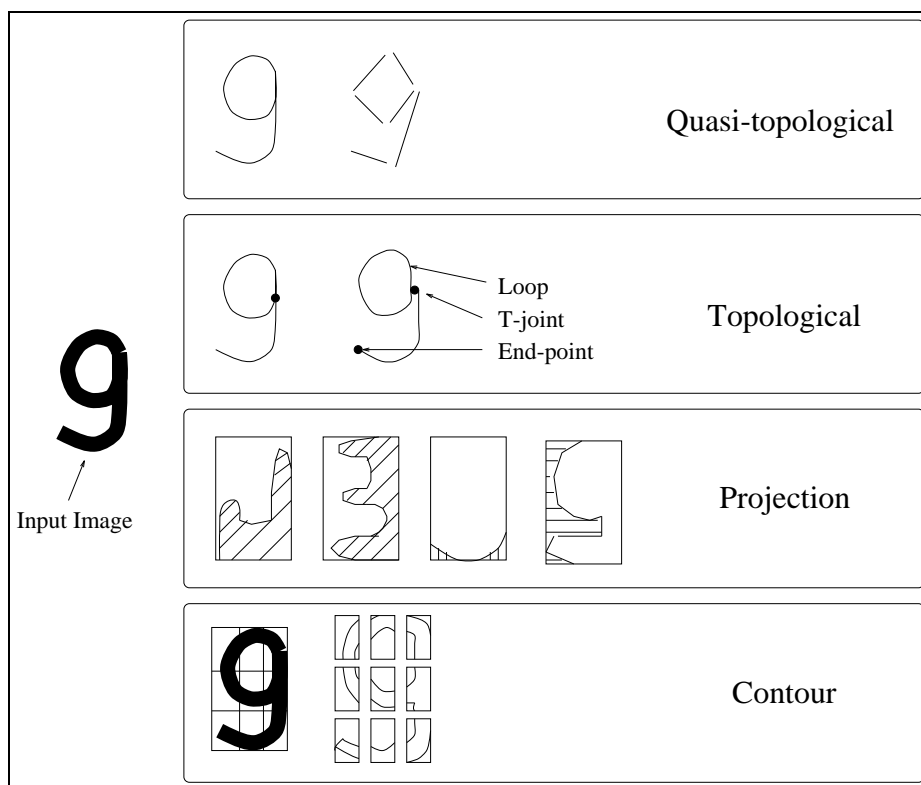 Quasi-topological
Loop
T-joint
End-point
Topological
Input Image
Projection
Contour